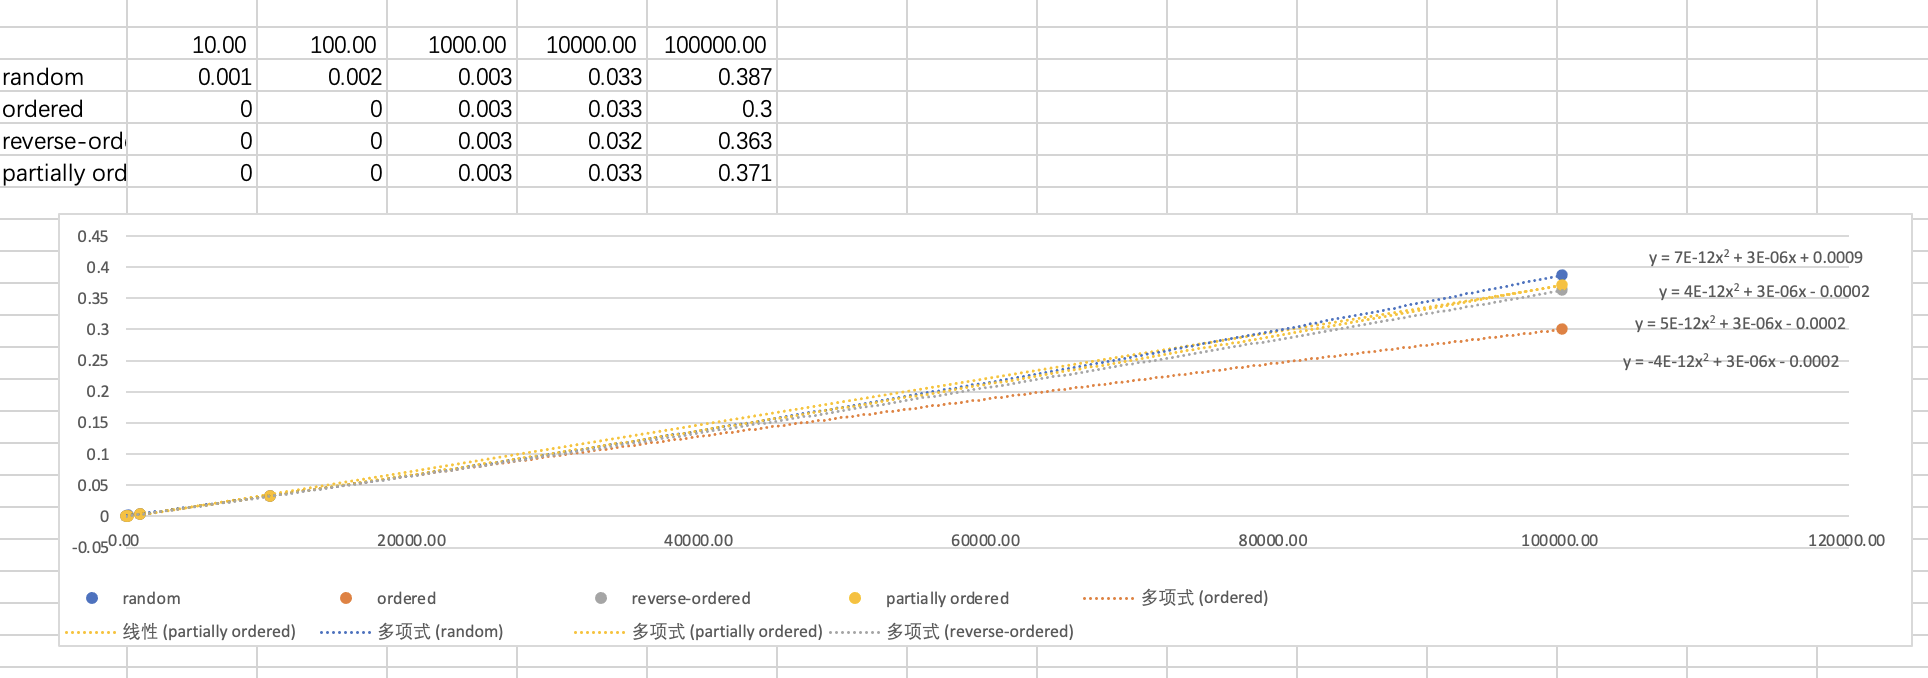 10.00 100.00 1000.00 10000.00 100000.00
random 0.001 0.002 0.003 0.033 0.387
ordered 0 0 0.003 0.033 0.3
reverse-ord 0 0 0.003 0.032 0.363
partially ord 0 0 0.003 0.033 0.371
0.45
y = 7E-12x² + 3E-06x + 0.0009
0.4
y = 4E-12x² + 3E-06x - 0.0002
0.35
y = 5E-12x² + 3E-06x - 0.0002
0.3
y = -4E-12x² + 3E-06x - 0.0002
0.25
0.2
0.15
0.1
0.05
0
-0.05
0.00 20000.00 40000.00 60000.00 80000.00 100000.00 120000.00
random ordered reverse-ordered partially ordered 多项式 (ordered)
线性 (partially ordered) 多项式 (random) 多项式 (partially ordered) 多项式 (reverse-ordered)